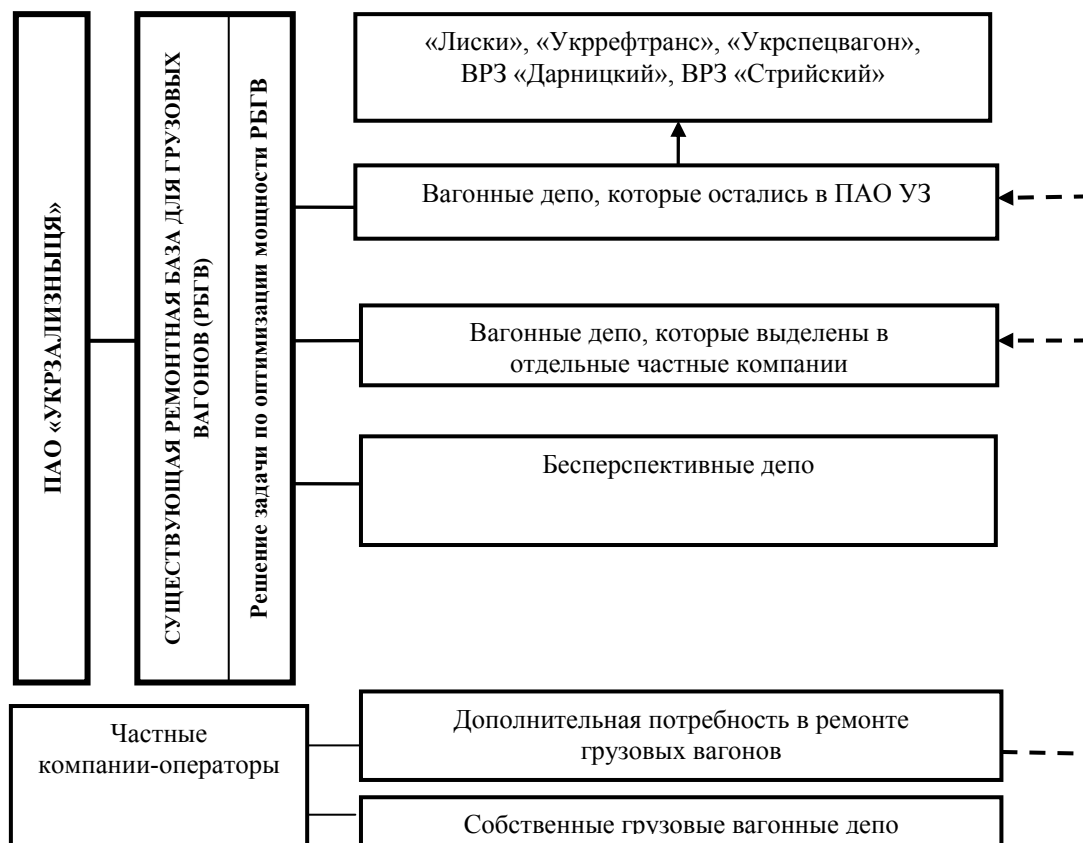 ПАО «УКРЗАЛИЗНЫЦЯ»
СУЩЕСТВУЮЩАЯ РЕМОНТНАЯ БАЗА ДЛЯ ГРУЗОВЫХ
ВАГОНОВ (РБГВ)
Решение задачи по оптимизации мощности РБГВ
«Лиски», «Укррефтранс», «Укрспецвагон»,
ВРЗ «Дарницкий», ВРЗ «Стрийский»
Вагонные депо, которые остались в ПАО УЗ
Вагонные депо, которые выделены в
отдельные частные компании
Бесперспективные депо
Частные
компании-операторы
Дополнительная потребность в ремонте
грузовых вагонов
Собственные грузовые вагонные депо